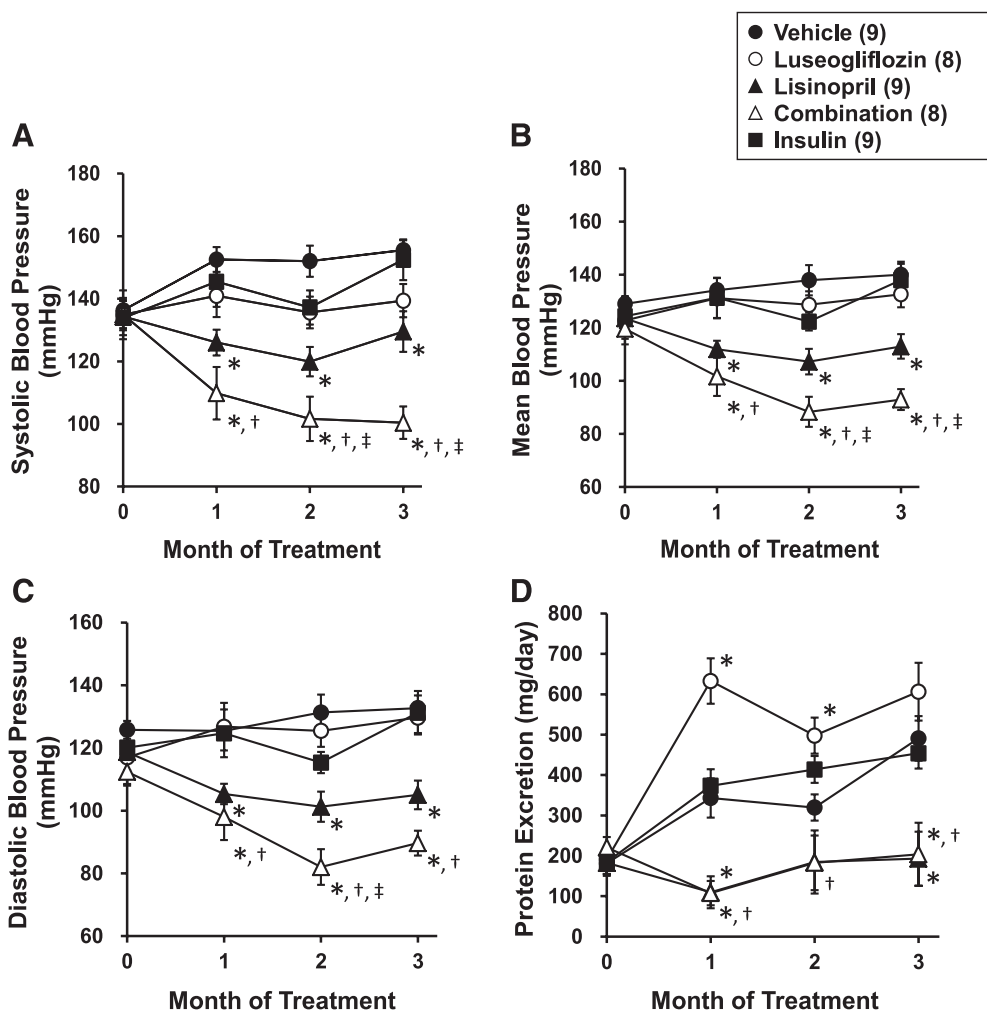 ● Vehicle (9)
○ Luseogliflozin (8)
▲ Lisinopril (9)
△ Combination (8)
■ Insulin (9)
A
Systolic Blood Pressure
(mmHg)
180
160
140
120
100
80
*
*
*
*, †
*, †, ‡
*, †, ‡
0 1 2 3
Month of Treatment
B
Mean Blood Pressure
(mmHg)
180
160
140
120
100
80
60
*
*
*
*, †
*, †, ‡
*, †, ‡
0 1 2 3
Month of Treatment
C
Diastolic Blood Pressure
(mmHg)
160
140
120
100
80
60
*
*
*
*, †
*, †, ‡
*, †
0 1 2 3
Month of Treatment
D
Protein Excretion (mg/day)
800
700
600
500
400
300
200
100
0
*
*
*
*, †
†
*, †
*
0 1 2 3
Month of Treatment